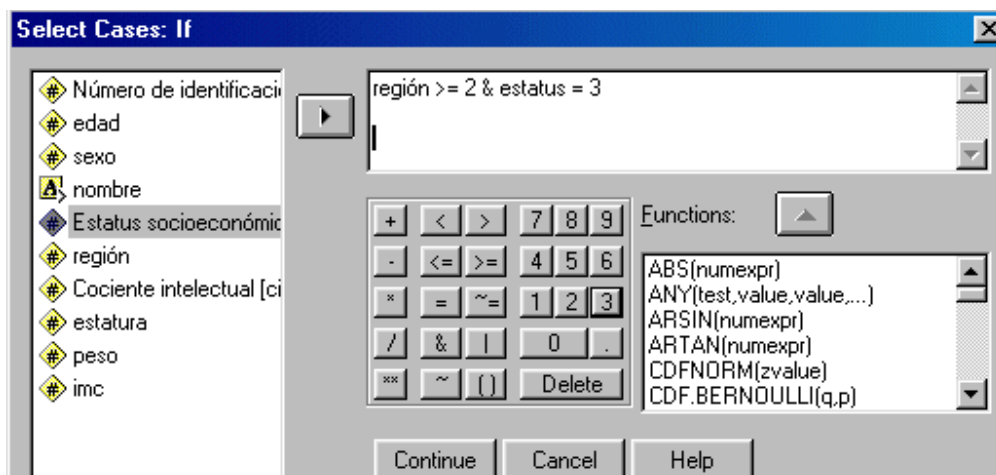 Select Cases: If
Número de identificaci
edad
sexo
nombre
Estatus socioeconómic
región
Cociente intelectual [ci
estatura
peso
imc
región >= 2 & estatus = 3
+ < > 7 8 9
- <= >= 4 5 6
* = ~= 1 2 3
/ & | 0 .
** ~ () Delete
Functions:
ABS(numexpr)
ANY(test,value,value,...)
ARSIN(numexpr)
ARTAN(numexpr)
CDFNORM(zvalue)
CDF.BERNOULLI(q,p)
Continue Cancel Help